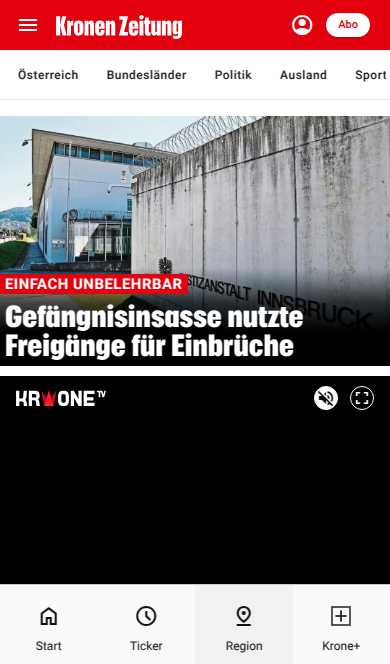 Kronen Zeitung
Abo
Österreich Bundesländer Politik Ausland Sport
JUSTIZANSTALT INNSBRUCK
EINFACH UNBELEHRBAR
Gefängnisinsasse nutzte
Freigänge für Einbrüche
KRONE TV
Start Ticker Region Krone+